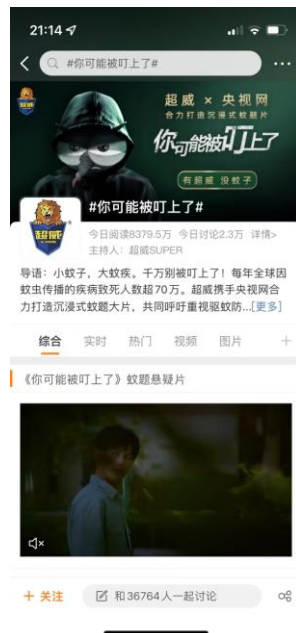 21:14
#你可能被叮上了#
超威 × 央视网
合力打造沉浸式蚊题片
你可能被叮上了
有超威 没蚊子
超威
#你可能被叮上了#
今日阅读8379.5万 今日讨论2.3万 详情>
主持人：超威SUPER
导语：小蚊子，大蚊疾。千万别被叮上了！每年全球因
蚊虫传播的疾病致死人数超70万。超威携手央视网合
力打造沉浸式蚊题大片，共同呼吁重视驱蚊防...[更多]
综合 实时 热门 视频 图片
《你可能被叮上了》蚊题悬疑片
+ 关注 和36764人一起讨论